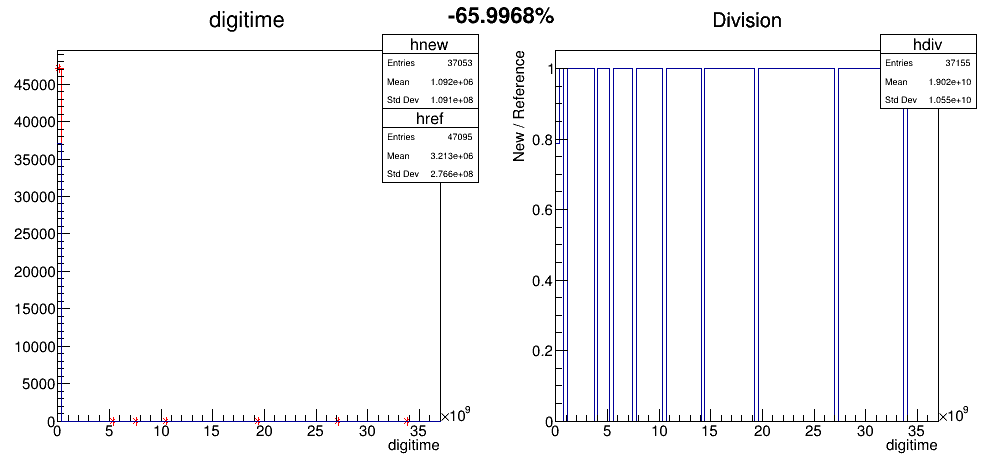 -65.9968%
digitime
hnew
Entries 37053
Mean 1.092e+06
Std Dev 1.091e+08
href
Entries 47095
Mean 3.213e+06
Std Dev 2.766e+08
45000
40000
35000
30000
25000
20000
15000
10000
5000
0
0 5 10 15 20 25 30 35
×10^9
digitime
Division
hdiv
Entries 37155
Mean 1.902e+10
Std Dev 1.055e+10
New / Reference
1
0.8
0.6
0.4
0.2
0
0 5 10 15 20 25 30 35
×10^9
digitime